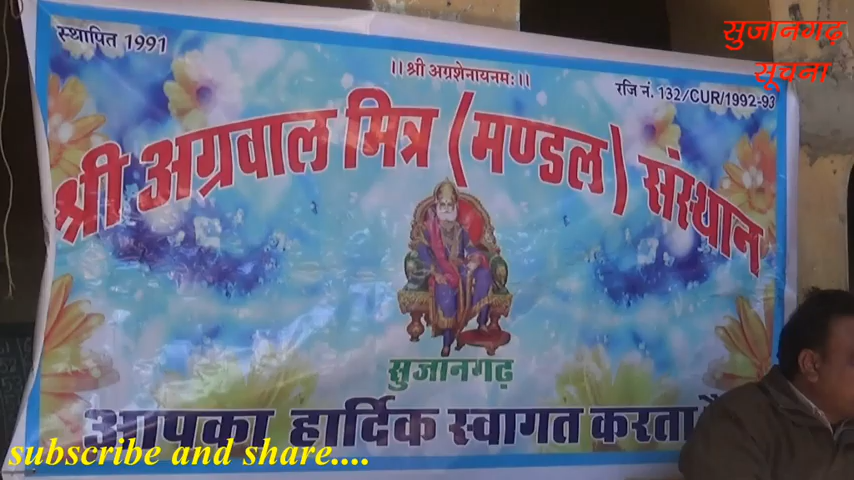 सुजानगढ़
सूचना
स्थापित 1991
।।श्री अग्रशेनायनमः।।
रजि नं. 132/CUR/1992-93
श्री अग्रवाल मित्र (मण्डल) संस्थान
सुजानगढ़
आपका हार्दिक स्वागत करता
subscribe and share....